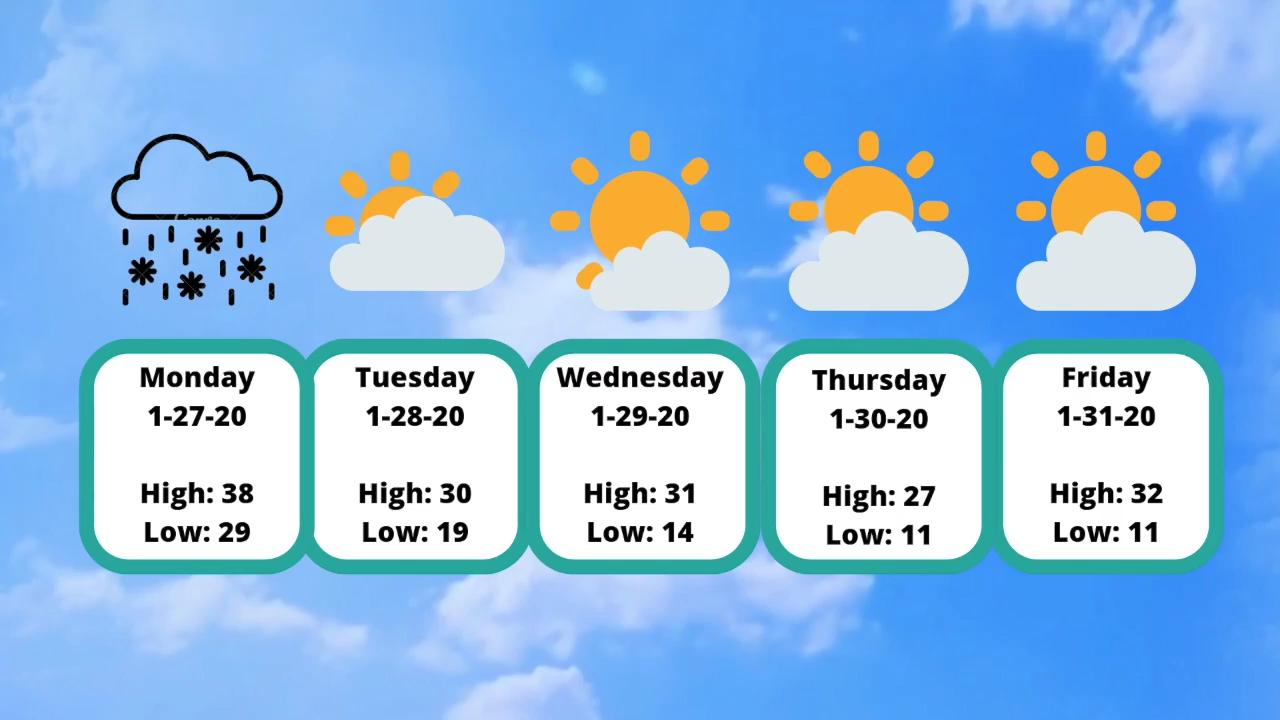 Monday
1-27-20
High: 38
Low: 29
Tuesday
1-28-20
High: 30
Low: 19
Wednesday
1-29-20
High: 31
Low: 14
Thursday
1-30-20
High: 27
Low: 11
Friday
1-31-20
High: 32
Low: 11